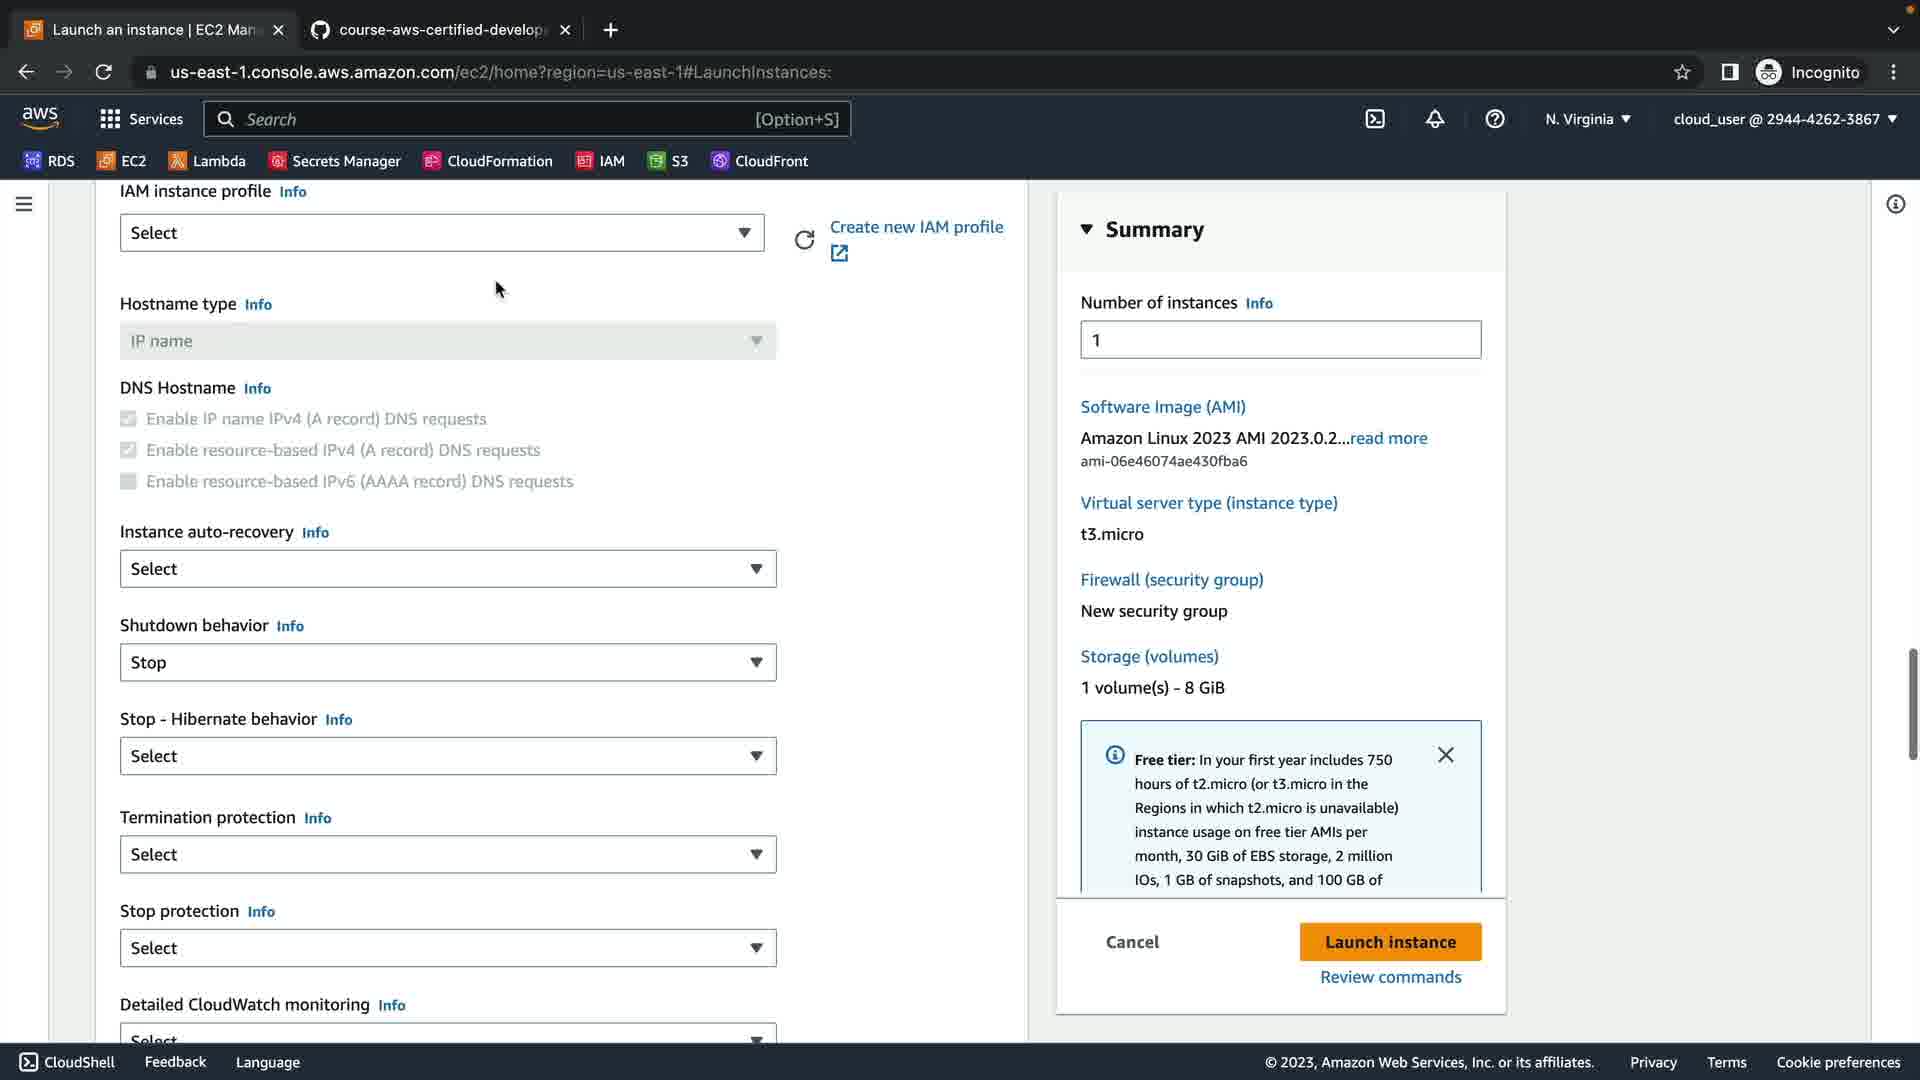 Launch an instance | EC2 Man
course-aws-certified-develop
us-east-1.console.aws.amazon.com/ec2/home?region=us-east-1#LaunchInstances:
Incognito
aws
Services
Search
[Option+S]
N. Virginia
cloud_user @ 2944-4262-3867
RDS
EC2
Lambda
Secrets Manager
CloudFormation
IAM
S3
CloudFront
IAM instance profile Info
Select
Create new IAM profile
Hostname type Info
IP name
DNS Hostname Info
Enable IP name IPv4 (A record) DNS requests
Enable resource-based IPv4 (A record) DNS requests
Enable resource-based IPv6 (AAAA record) DNS requests
Instance auto-recovery Info
Select
Shutdown behavior Info
Stop
Stop - Hibernate behavior Info
Select
Termination protection Info
Select
Stop protection Info
Select
Detailed CloudWatch monitoring Info
Select
Summary
Number of instances Info
1
Software Image (AMI)
Amazon Linux 2023 AMI 2023.0.2...read more
ami-06e46074ae430fba6
Virtual server type (instance type)
t3.micro
Firewall (security group)
New security group
Storage (volumes)
1 volume(s) - 8 GiB
Free tier: In your first year includes 750
hours of t2.micro (or t3.micro in the
Regions in which t2.micro is unavailable)
instance usage on free tier AMIs per
month, 30 GiB of EBS storage, 2 million
IOs, 1 GB of snapshots, and 100 GB of
Cancel
Launch instance
Review commands
CloudShell
Feedback
Language
© 2023, Amazon Web Services, Inc. or its affiliates.
Privacy
Terms
Cookie preferences